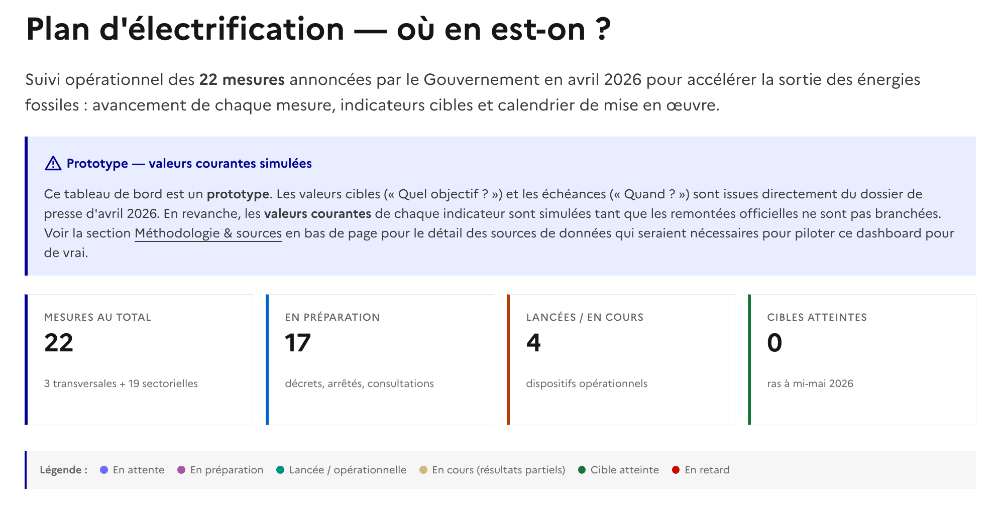 Plan d'électrification — où en est-on ?
Suivi opérationnel des 22 mesures annoncées par le Gouvernement en avril 2026 pour accélérer la sortie des énergies
fossiles : avancement de chaque mesure, indicateurs cibles et calendrier de mise en œuvre.
Prototype — valeurs courantes simulées
Ce tableau de bord est un prototype. Les valeurs cibles (« Quel objectif ? ») et les échéances (« Quand ? ») sont issues directement du dossier de
presse d'avril 2026. En revanche, les valeurs courantes de chaque indicateur sont simulées tant que les remontées officielles ne sont pas branchées.
Voir la section Méthodologie & sources en bas de page pour le détail des sources de données qui seraient nécessaires pour piloter ce dashboard pour
de vrai.
MESURES AU TOTAL
22
3 transversales + 19 sectorielles
EN PRÉPARATION
17
décrets, arrêtés, consultations
LANCÉES / EN COURS
4
dispositifs opérationnels
CIBLES ATTEINTES
0
ras à mi-mai 2026
Légende : En attente En préparation Lancée / opérationnelle En cours (résultats partiels) Cible atteinte En retard